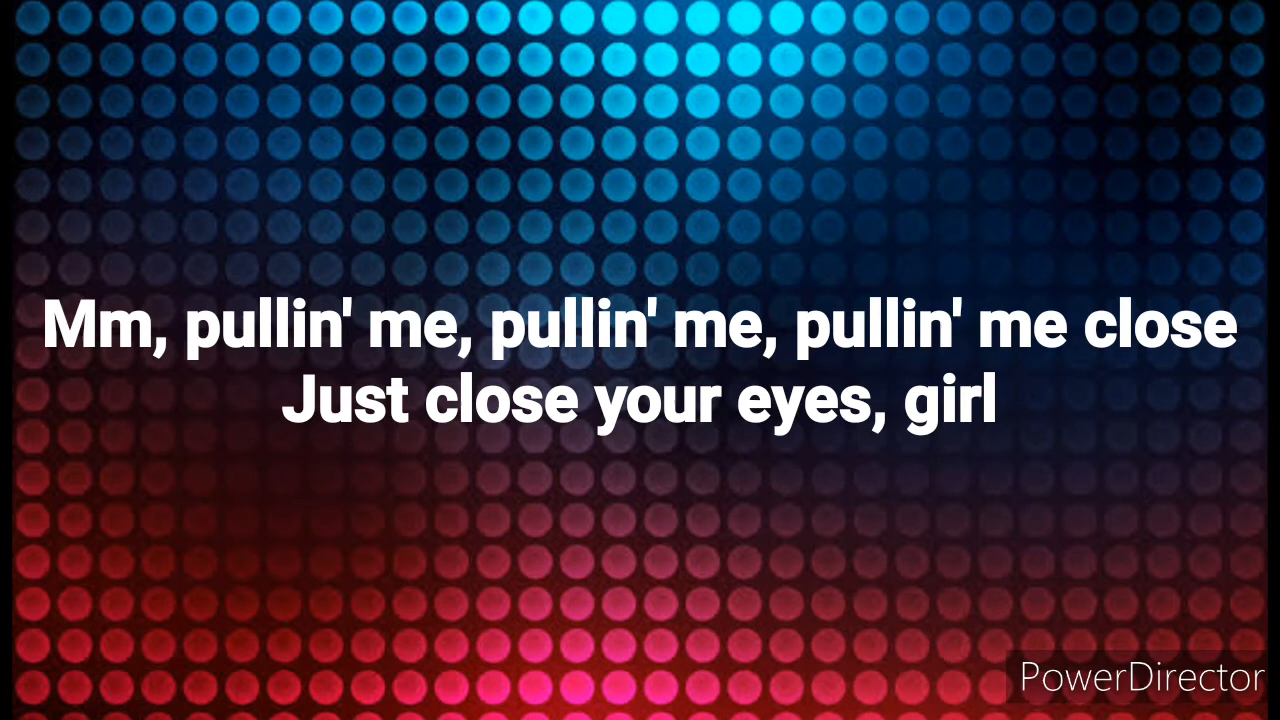 Mm, pullin' me, pullin' me, pullin' me close
Just close your eyes, girl
PowerDirector